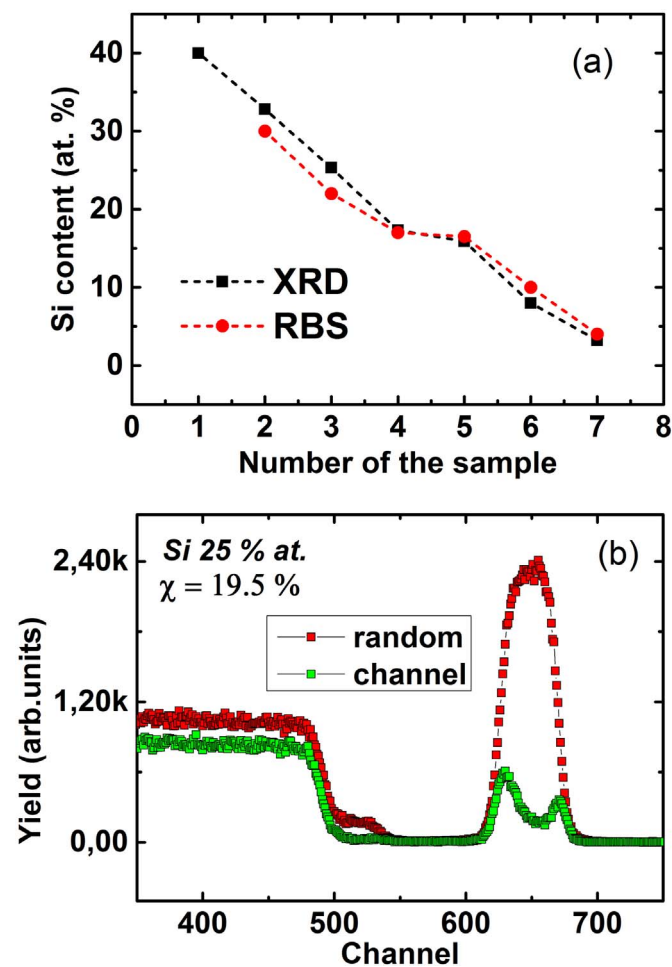 (a)
Si content (at. %)
40
30
20
10
0
XRD
RBS
0 1 2 3 4 5 6 7 8
Number of the sample
(b)
Si 25 % at.
χ = 19.5 %
random
channel
Yield (arb.units)
2,40k
1,20k
0,00
400 500 600 700
Channel